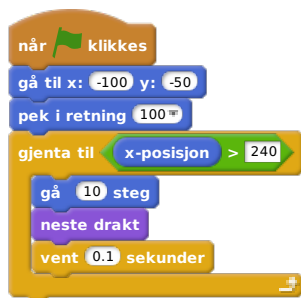 når klikkes
gå til x: -100 y: -50
pek i retning 100
gjenta til x-posisjon > 240
gå 10 steg
neste drakt
vent 0.1 sekunder